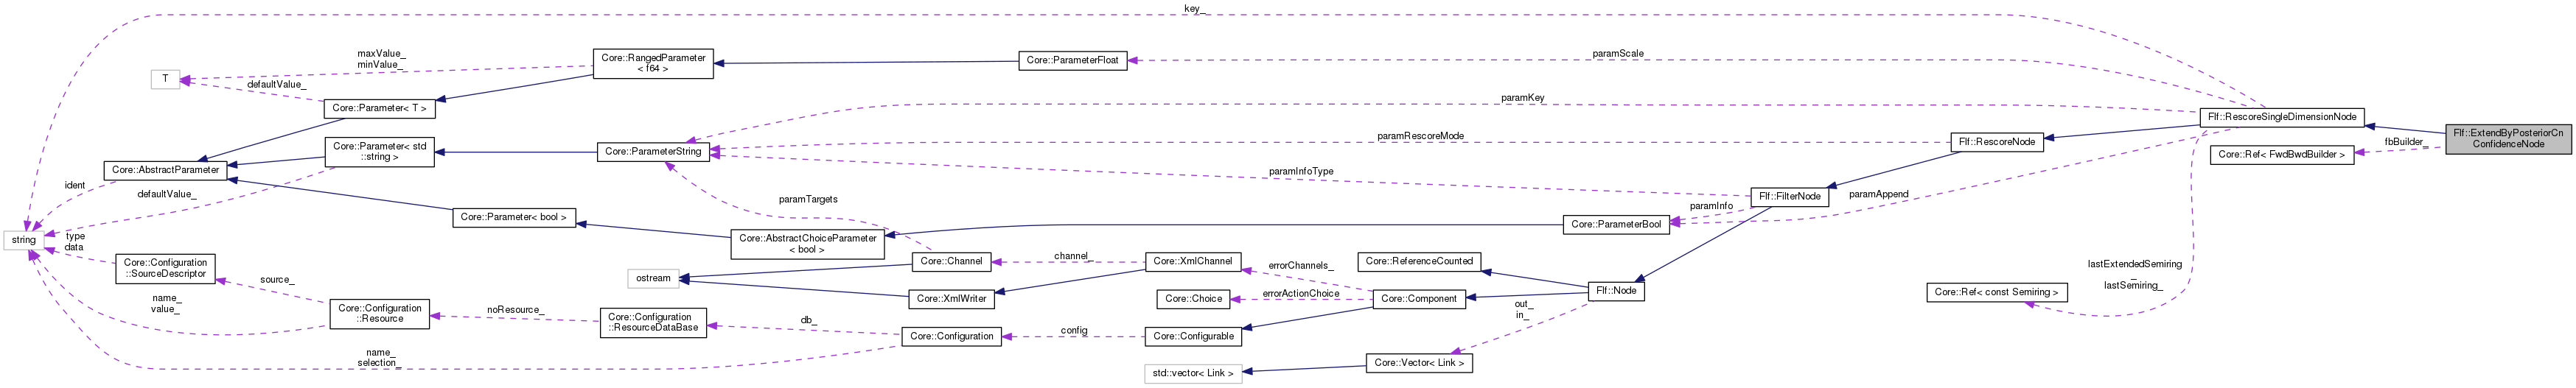 key_
maxValue_
minValue_
Core::RangedParameter
< f64 >
Core::ParameterFloat
paramScale
T
defaultValue_
Core::Parameter< T >
paramKey
Flf::RescoreSingleDimensionNode
Flf::ExtendByPosteriorCn
ConfidenceNode
fbBuilder_
Core::Ref< FwdBwdBuilder >
Core::Parameter< std
::string >
Core::ParameterString
paramRescoreMode
Flf::RescoreNode
Core::AbstractParameter
ident
defaultValue_
paramInfoType
paramTargets
Flf::FilterNode
paramAppend
paramInfo
Core::Parameter< bool >
Core::ParameterBool
string
type
data
Core::AbstractChoiceParameter
< bool >
Core::Configuration
::SourceDescriptor
source_
ostream
Core::Channel
channel_
Core::XmlChannel
errorChannels_
Core::ReferenceCounted
lastExtendedSemiring
_
lastSemiring_
Core::Ref< const Semiring >
name_
value_
Core::Configuration
::Resource
noResource_
Core::XmlWriter
Core::Choice
errorActionChoice
Core::Component
Flf::Node
out_
in_
Core::Configuration
::ResourceDataBase
db_
Core::Configuration
config
Core::Configurable
name_
selection_
std::vector< Link >
Core::Vector< Link >